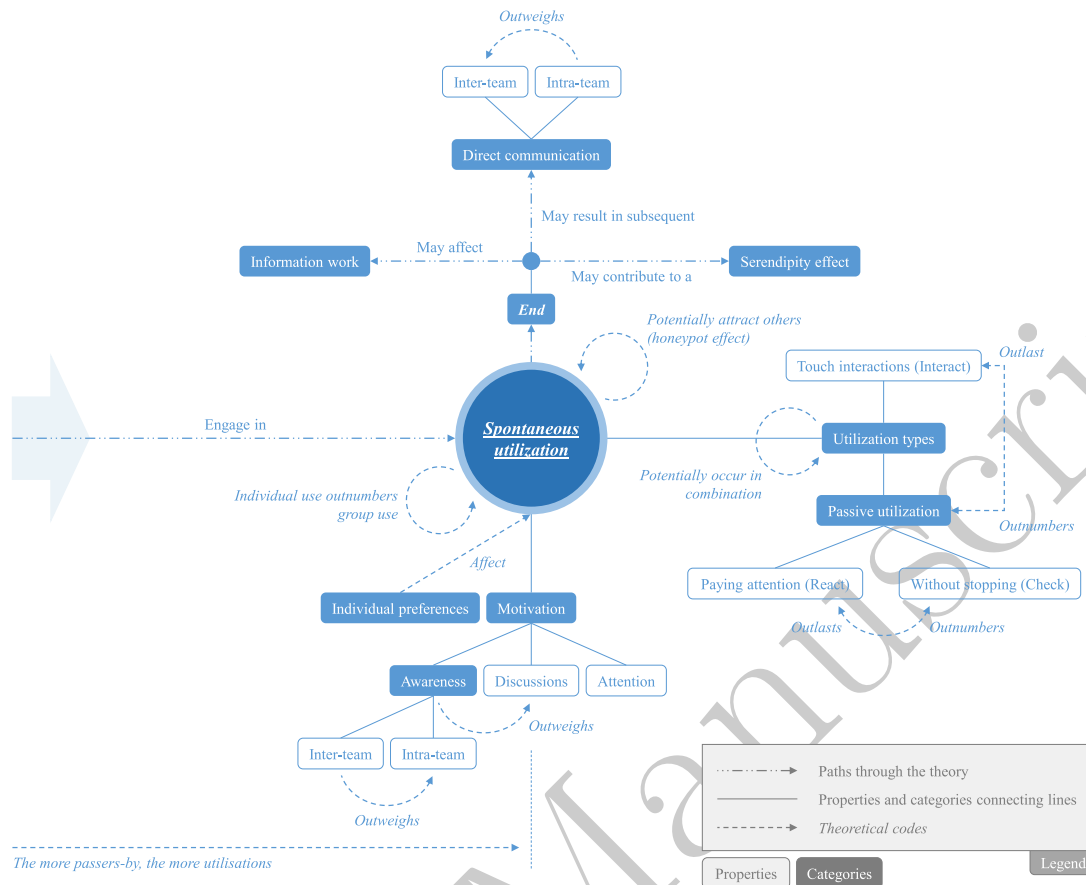 Outweighs
Inter-team
Intra-team
Direct communication
May result in subsequent
May affect
Information work
Serendipity effect
May contribute to a
End
Potentially attract others
(honeypot effect)
Outlast
Touch interactions (Interact)
Engage in
Spontaneous
utilization
Utilization types
Individual use outnumbers
group use
Potentially occur in
combination
Passive utilization
Outnumbers
Affect
Paying attention (React)
Without stopping (Check)
Individual preferences
Motivation
Outlasts
Outnumbers
Awareness
Discussions
Attention
Outweighs
Inter-team
Intra-team
Outweighs
Paths through the theory
Properties and categories connecting lines
Theoretical codes
The more passers-by, the more utilisations
Legend
Properties
Categories
Manuscri